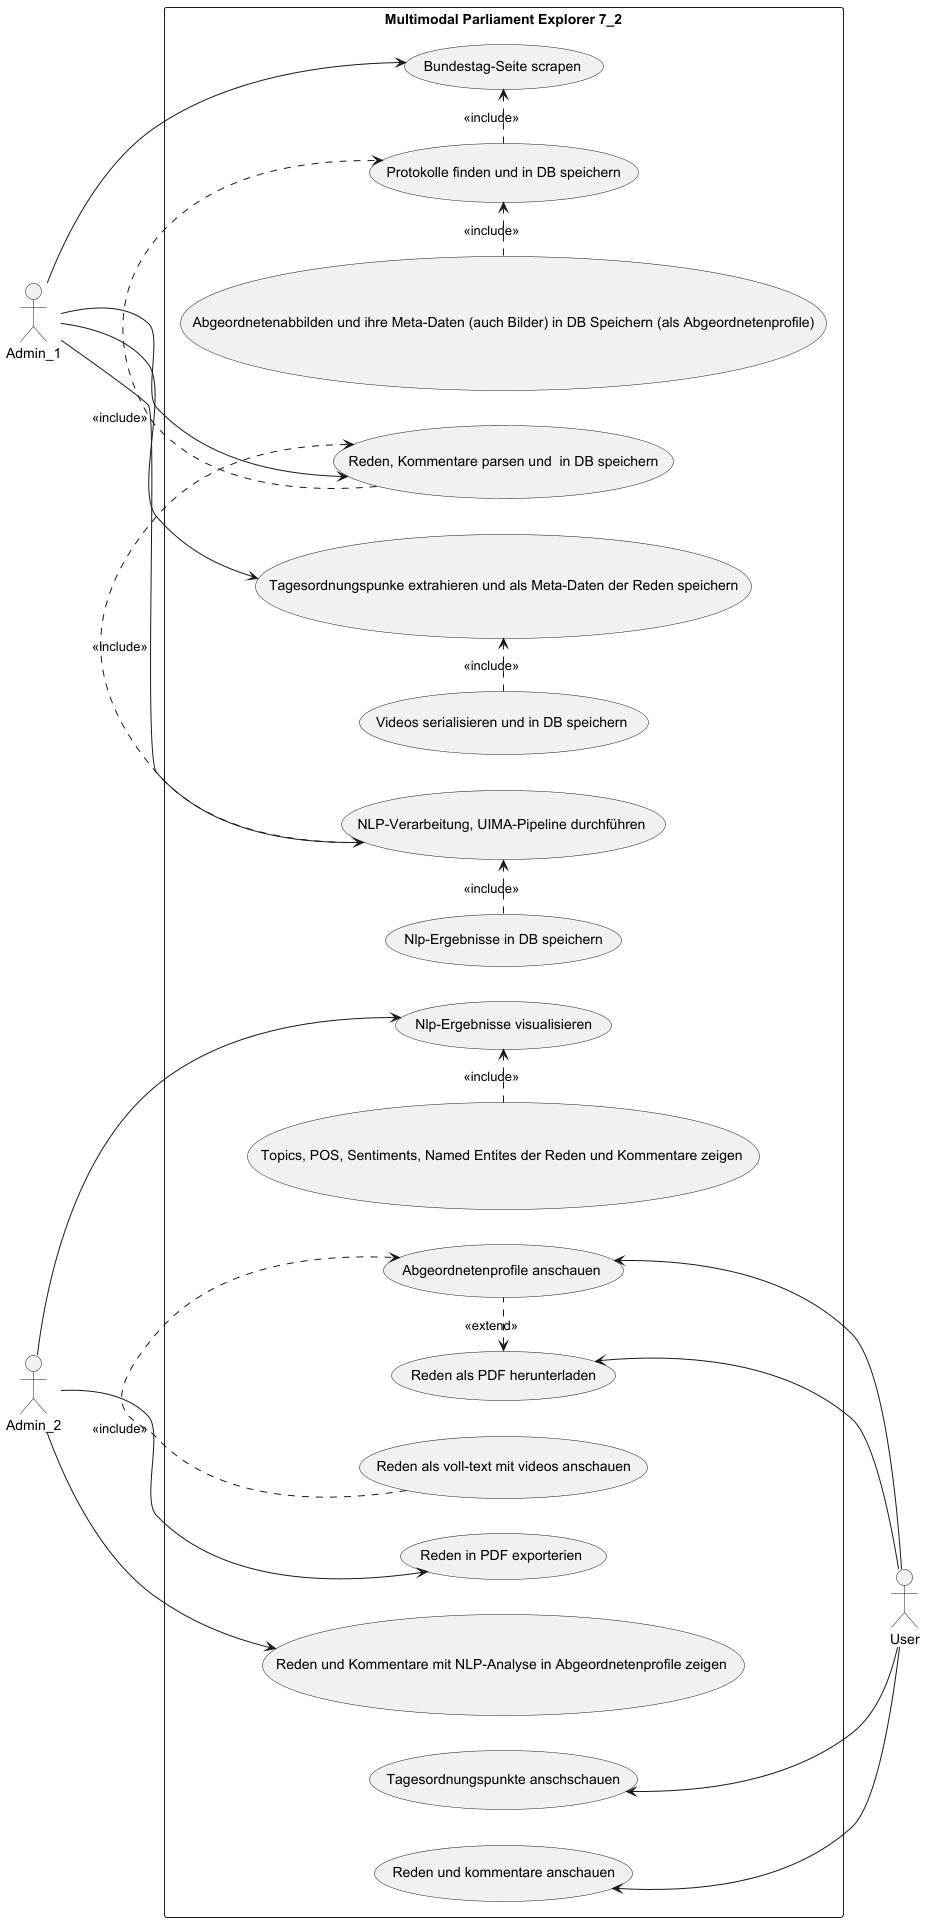 Multimodal Parliament Explorer 7_2
Bundestag-Seite scrapen
«include»
Protokolle finden und in DB speichern
«include»
Abgeordnetenabbilden und ihre Meta-Daten (auch Bilder) in DB Speichern (als Abgeordnetenprofile)
Admin_1
«include»
Reden, Kommentare parsen und  in DB speichern
Tagesordnungspunke extrahieren und als Meta-Daten der Reden speichern
«include»
«include»
Videos serialisieren und in DB speichern
NLP-Verarbeitung, UIMA-Pipeline durchführen
«include»
Nlp-Ergebnisse in DB speichern
Nlp-Ergebnisse visualisieren
«include»
Topics, POS, Sentiments, Named Entites der Reden und Kommentare zeigen
Abgeordnetenprofile anschauen
«extend»
Reden als PDF herunterladen
Admin_2
«include»
Reden als voll-text mit videos anschauen
Reden in PDF exporterien
User
Reden und Kommentare mit NLP-Analyse in Abgeordnetenprofile zeigen
Tagesordnungspunkte anschschauen
Reden und kommentare anschauen